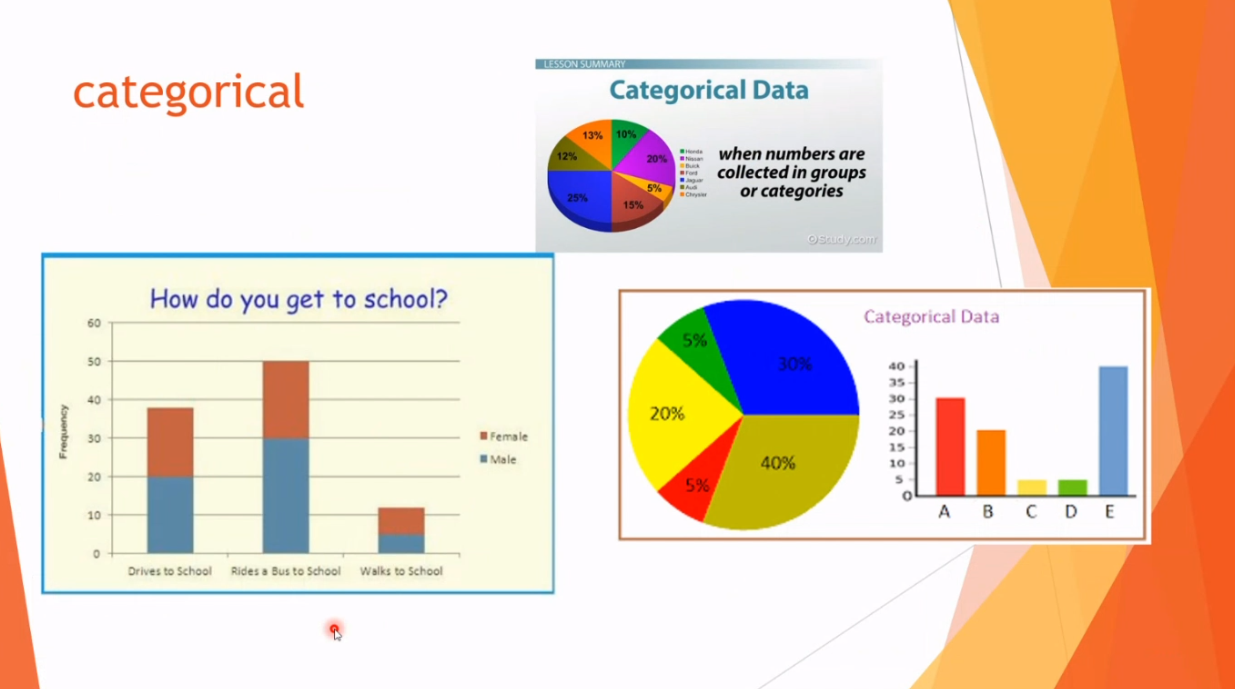 categorical
LESSON SUMMARY
Categorical Data
13%
10%
12%
20%
5%
25%
15%
Honda
Nissan
Buick
Ford
Jaguar
Audi
Chrysler
when numbers are
collected in groups
or categories
Study.com
How do you get to school?
60
50
40
30
20
10
0
Frequency
Drives to School
Rides a Bus to School
Walks to School
Female
Male
Categorical Data
5%
30%
20%
5%
40%
40
35
30
25
20
15
10
5
0
A B C D E